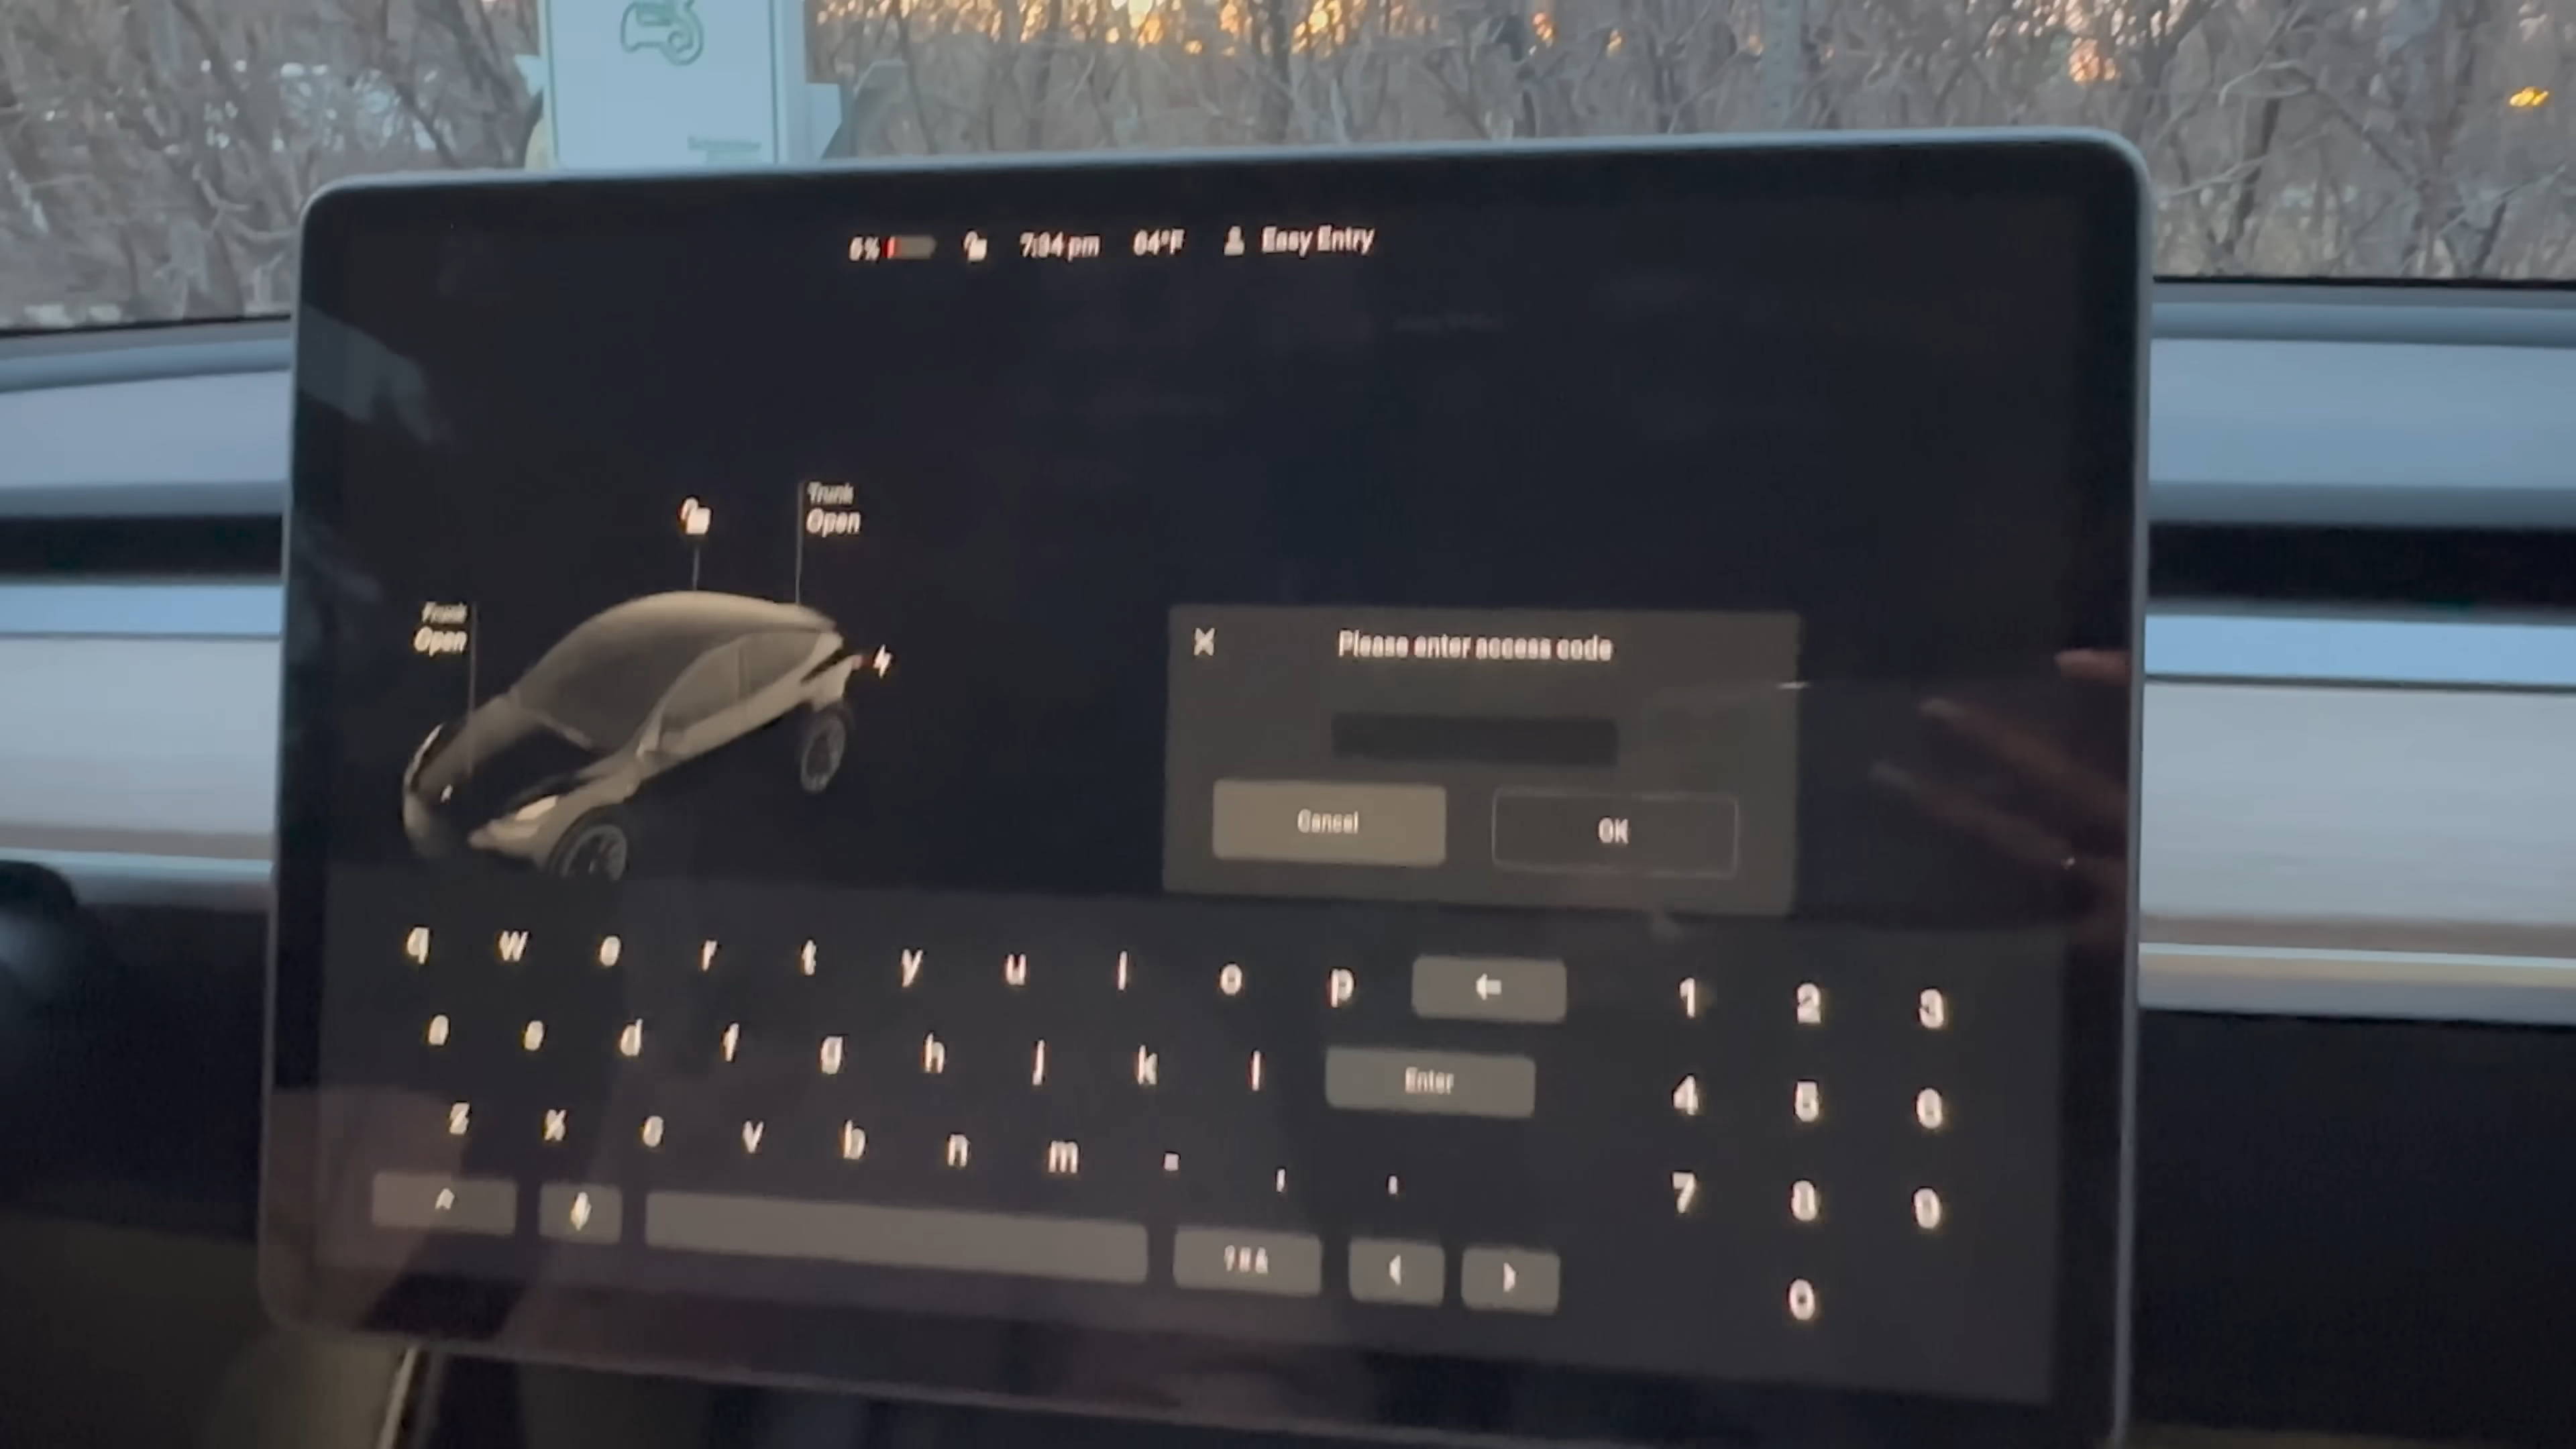 6% 7:34 pm 64°F Easy Entry
Trunk
Open
Frunk
Open
Please enter access code
Cancel OK
q w e r t y u i o p 1 2 3
a s d f g h j k l Enter 4 5 6
z x c v b n m 7 8 9
?#& 0